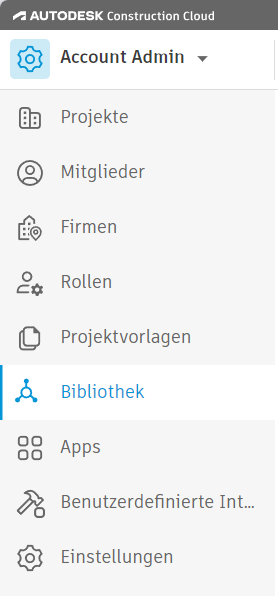 AUTODESK Construction Cloud
Account Admin
Projekte
Mitglieder
Firmen
Rollen
Projektvorlagen
Bibliothek
Apps
Benutzerdefinierte Int...
Einstellungen